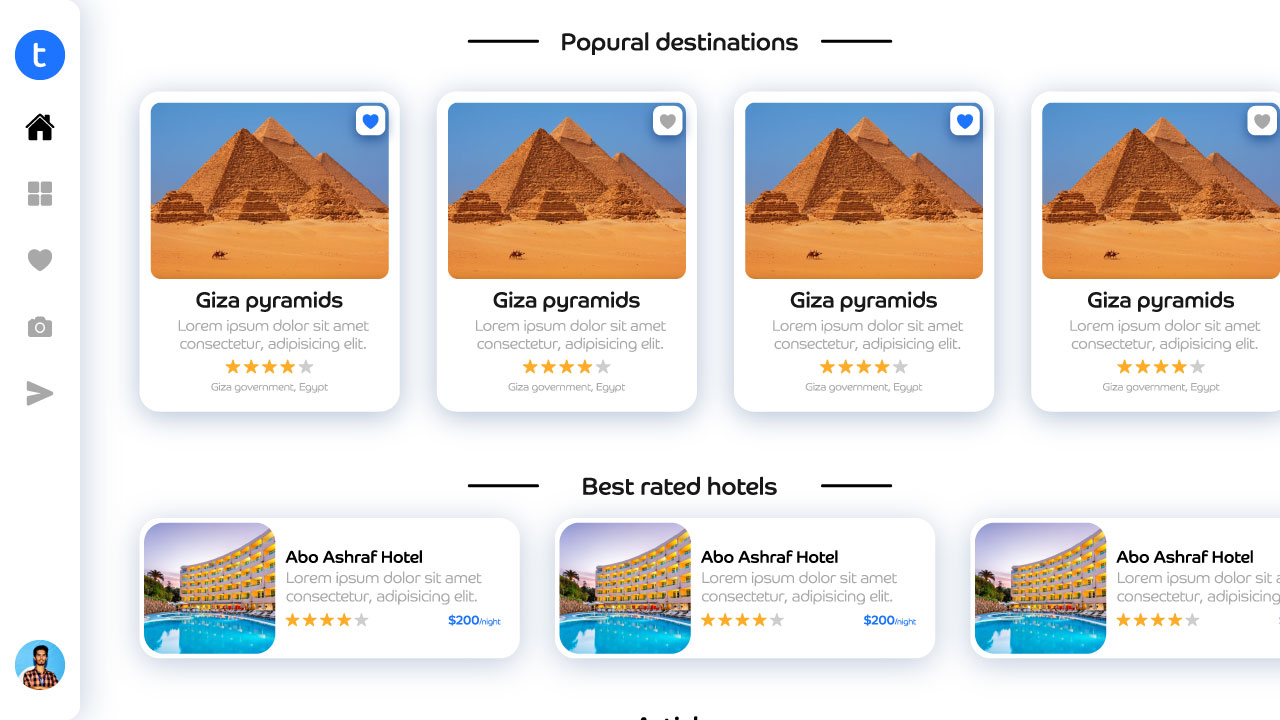 t
Popural destinations
Giza pyramids
Lorem ipsum dolor sit amet
consectetur, adipisicing elit.
Giza government, Egypt
Giza pyramids
Lorem ipsum dolor sit amet
consectetur, adipisicing elit.
Giza government, Egypt
Giza pyramids
Lorem ipsum dolor sit amet
consectetur, adipisicing elit.
Giza government, Egypt
Giza pyramids
Lorem ipsum dolor sit amet
consectetur, adipisicing elit.
Giza government, Egypt
Best rated hotels
Abo Ashraf Hotel
Lorem ipsum dolor sit amet
consectetur, adipisicing elit.
$200/night
Abo Ashraf Hotel
Lorem ipsum dolor sit amet
consectetur, adipisicing elit.
$200/night
Abo Ashraf Hotel
Lorem ipsum dolor sit
consectetur, adipisicing